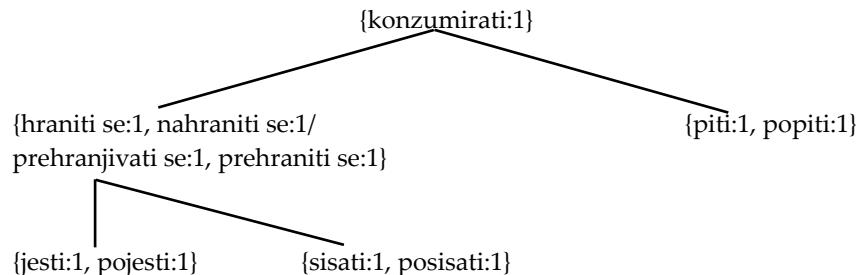 {konzumirati:1}
{hraniti se:1, nahraniti se:1/
prehranjivati se:1, prehraniti se:1}
{piti:1, popiti:1}
{jesti:1, pojesti:1}
{sisati:1, posisati:1}